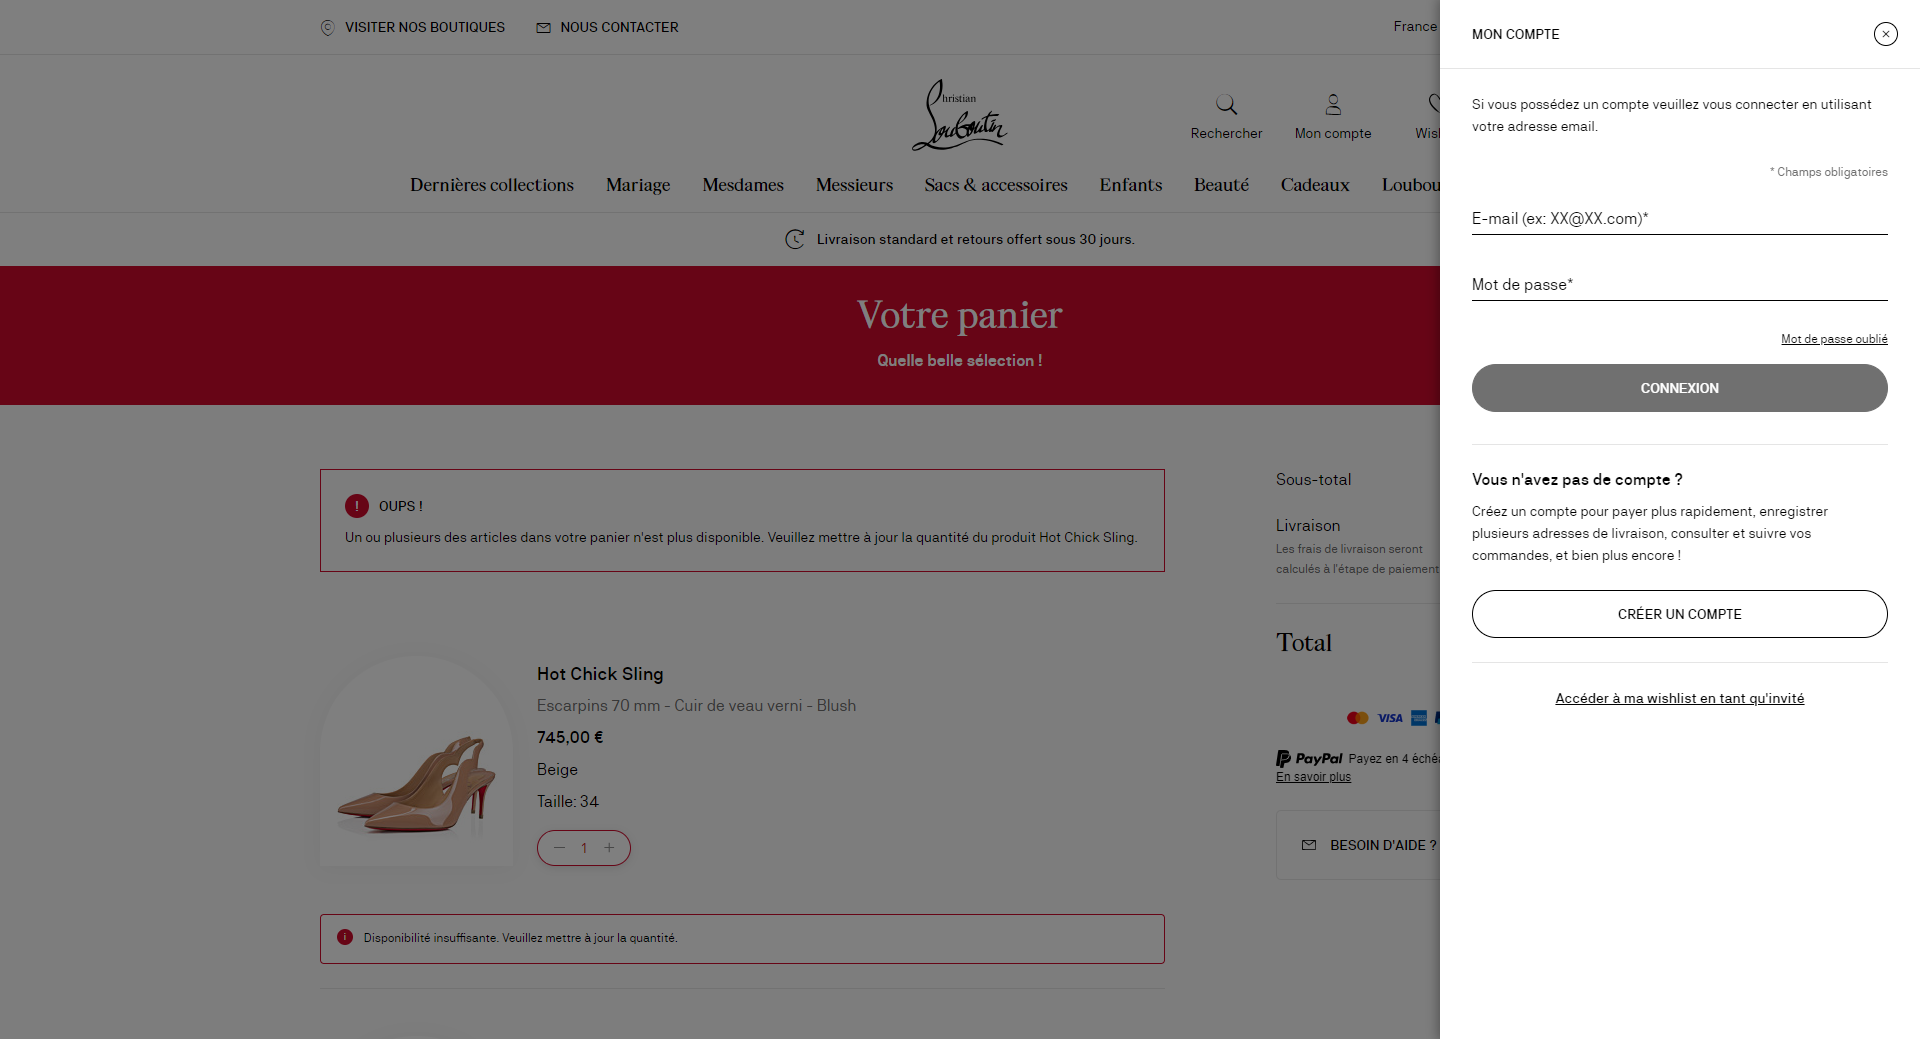 VISITER NOS BOUTIQUES
NOUS CONTACTER
France
Christian
Louboutin
Rechercher
Mon compte
Dernières collections
Mariage
Mesdames
Messieurs
Sacs & accessoires
Enfants
Beauté
Cadeaux
Livraison standard et retours offert sous 30 jours.
Votre panier
Quelle belle sélection !
OUPS !
Un ou plusieurs des articles dans votre panier n'est plus disponible. Veuillez mettre à jour la quantité du produit Hot Chick Sling.
Hot Chick Sling
Escarpins 70 mm - Cuir de veau verni - Blush
745,00 €
Beige
Taille: 34
1
Disponibilité insuffisante. Veuillez mettre à jour la quantité.
Sous-total
Livraison
Les frais de livraison seront
calculés à l'étape de paiement
Total
VISA
PayPal Payez en 4
En savoir plus
BESOIN D'AIDE ?
MON COMPTE
Si vous possédez un compte veuillez vous connecter en utilisant
votre adresse email.
* Champs obligatoires
E-mail (ex: XX@XX.com)*
Mot de passe*
Mot de passe oublié
CONNEXION
Vous n'avez pas de compte ?
Créez un compte pour payer plus rapidement, enregistrer
plusieurs adresses de livraison, consulter et suivre vos
commandes, et bien plus encore !
CRÉER UN COMPTE
Accéder à ma wishlist en tant qu'invité